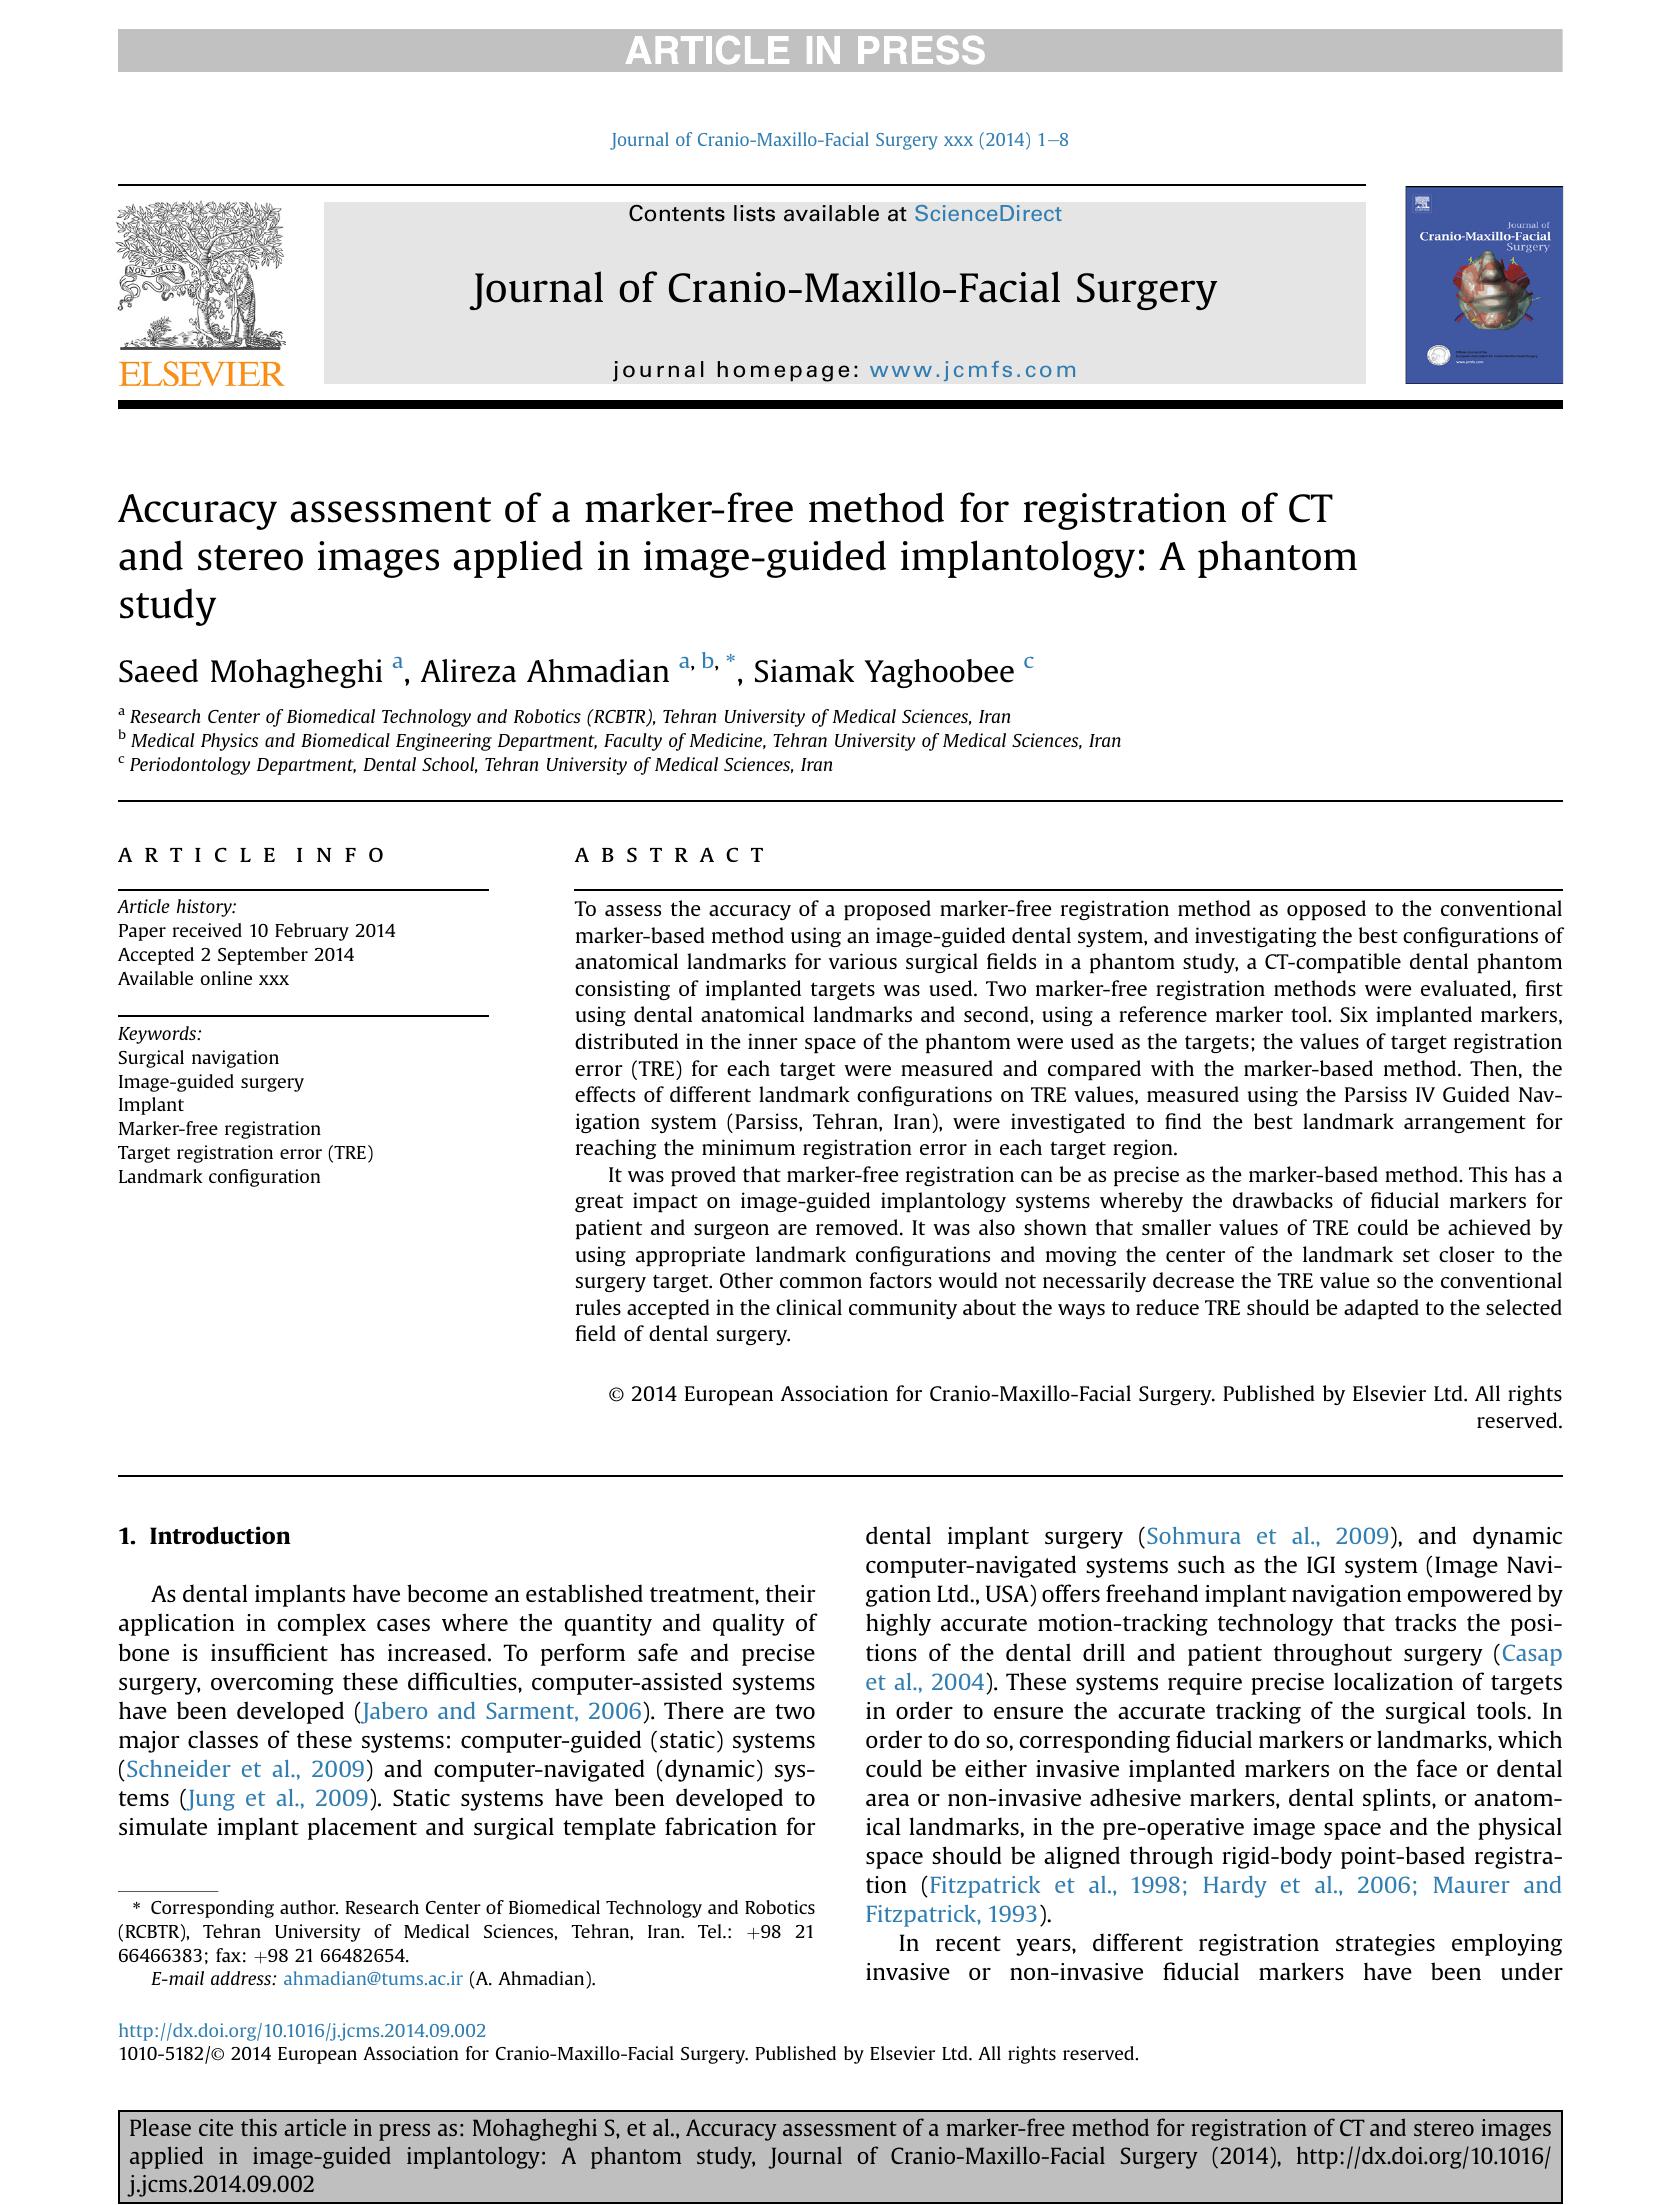 ARTICLE IN PRESS
Journal of Cranio-Maxillo-Facial Surgery xxx (2014) 1–8
Contents lists available at ScienceDirect
Journal of Cranio-Maxillo-Facial Surgery
journal homepage: www.jcmfs.com
NON SOLUS
ELSEVIER
Journal of
Cranio-Maxillo-Facial
Surgery
www.jcmfs.com
Accuracy assessment of a marker-free method for registration of CT
and stereo images applied in image-guided implantology: A phantom
study
Saeed Mohagheghi a, Alireza Ahmadian a, b, *, Siamak Yaghoobee c
a Research Center of Biomedical Technology and Robotics (RCBTR), Tehran University of Medical Sciences, Iran
b Medical Physics and Biomedical Engineering Department, Faculty of Medicine, Tehran University of Medical Sciences, Iran
c Periodontology Department, Dental School, Tehran University of Medical Sciences, Iran
ARTICLE INFO
Article history:
Paper received 10 February 2014
Accepted 2 September 2014
Available online xxx
Keywords:
Surgical navigation
Image-guided surgery
Implant
Marker-free registration
Target registration error (TRE)
Landmark configuration
ABSTRACT
To assess the accuracy of a proposed marker-free registration method as opposed to the conventional
marker-based method using an image-guided dental system, and investigating the best configurations of
anatomical landmarks for various surgical fields in a phantom study, a CT-compatible dental phantom
consisting of implanted targets was used. Two marker-free registration methods were evaluated, first
using dental anatomical landmarks and second, using a reference marker tool. Six implanted markers,
distributed in the inner space of the phantom were used as the targets; the values of target registration
error (TRE) for each target were measured and compared with the marker-based method. Then, the
effects of different landmark configurations on TRE values, measured using the Parsiss IV Guided Nav-
igation system (Parsiss, Tehran, Iran), were investigated to find the best landmark arrangement for
reaching the minimum registration error in each target region.
It was proved that marker-free registration can be as precise as the marker-based method. This has a
great impact on image-guided implantology systems whereby the drawbacks of fiducial markers for
patient and surgeon are removed. It was also shown that smaller values of TRE could be achieved by
using appropriate landmark configurations and moving the center of the landmark set closer to the
surgery target. Other common factors would not necessarily decrease the TRE value so the conventional
rules accepted in the clinical community about the ways to reduce TRE should be adapted to the selected
field of dental surgery.
© 2014 European Association for Cranio-Maxillo-Facial Surgery. Published by Elsevier Ltd. All rights
reserved.
1. Introduction
As dental implants have become an established treatment, their
application in complex cases where the quantity and quality of
bone is insufficient has increased. To perform safe and precise
surgery, overcoming these difficulties, computer-assisted systems
have been developed (Jabero and Sarment, 2006). There are two
major classes of these systems: computer-guided (static) systems
(Schneider et al., 2009) and computer-navigated (dynamic) sys-
tems (Jung et al., 2009). Static systems have been developed to
simulate implant placement and surgical template fabrication for
* Corresponding author. Research Center of Biomedical Technology and Robotics
(RCBTR), Tehran University of Medical Sciences, Tehran, Iran. Tel.: +98 21
66466383; fax: +98 21 66482654.
E-mail address: ahmadian@tums.ac.ir (A. Ahmadian).
dental implant surgery (Sohmura et al., 2009), and dynamic
computer-navigated systems such as the IGI system (Image Navi-
gation Ltd., USA) offers freehand implant navigation empowered by
highly accurate motion-tracking technology that tracks the posi-
tions of the dental drill and patient throughout surgery (Casap
et al., 2004). These systems require precise localization of targets
in order to ensure the accurate tracking of the surgical tools. In
order to do so, corresponding fiducial markers or landmarks, which
could be either invasive implanted markers on the face or dental
area or non-invasive adhesive markers, dental splints, or anatom-
ical landmarks, in the pre-operative image space and the physical
space should be aligned through rigid-body point-based registra-
tion (Fitzpatrick et al., 1998; Hardy et al., 2006; Maurer and
Fitzpatrick, 1993).
In recent years, different registration strategies employing
invasive or non-invasive fiducial markers have been under
http://dx.doi.org/10.1016/j.jcms.2014.09.002
1010-5182/© 2014 European Association for Cranio-Maxillo-Facial Surgery. Published by Elsevier Ltd. All rights reserved.
Please cite this article in press as: Mohagheghi S, et al., Accuracy assessment of a marker-free method for registration of CT and stereo images
applied in image-guided implantology: A phantom study, Journal of Cranio-Maxillo-Facial Surgery (2014), http://dx.doi.org/10.1016/
j.jcms.2014.09.002